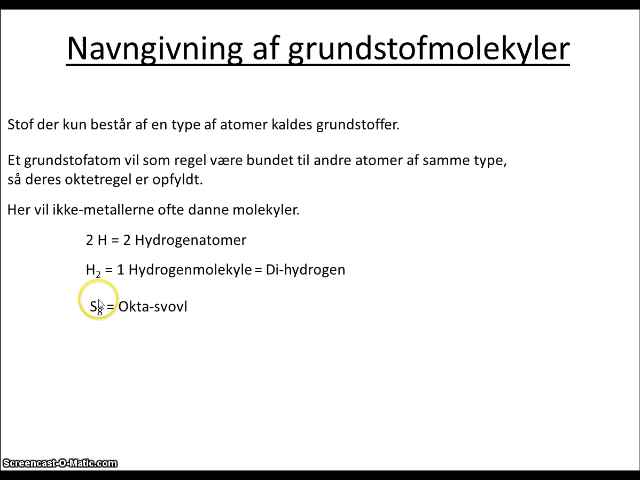 Navngivning af grundstofmolekyler
Stof der kun består af en type af atomer kaldes grundstoffer.
Et grundstofatom vil som regel være bundet til andre atomer af samme type,
så deres oktetregel er opfyldt.
Her vil ikke-metallerne ofte danne molekyler.
2 H = 2 Hydrogenatomer
H₂ = 1 Hydrogenmolekyle = Di-hydrogen
S₈ = Okta-svovl
Screencast-O-Matic.com